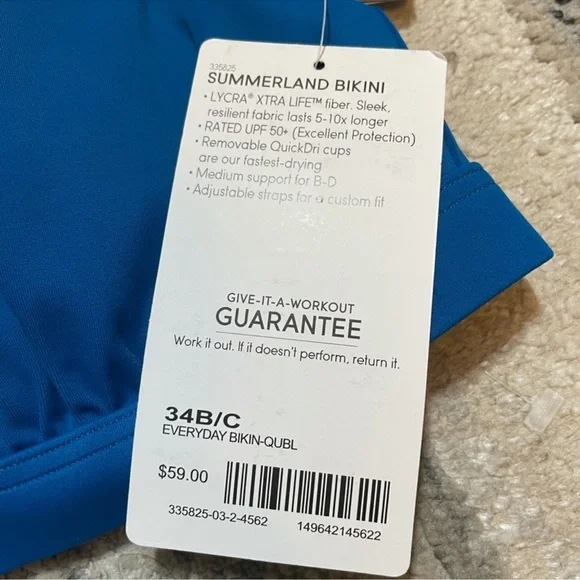 335825
SUMMERLAND BIKINI
• LYCRA® XTRA LIFE™ fiber. Sleek,
resilient fabric lasts 5-10x longer
• RATED UPF 50+ (Excellent Protection)
• Removable QuickDri cups
are our fastest-drying
• Medium support for B-D
• Adjustable straps for a custom fit
GIVE-IT-A-WORKOUT
GUARANTEE
Work it out. If it doesn't perform, return it.
34B/C
EVERYDAY BIKIN-QUBL
$59.00
335825-03-2-4562 149642145622